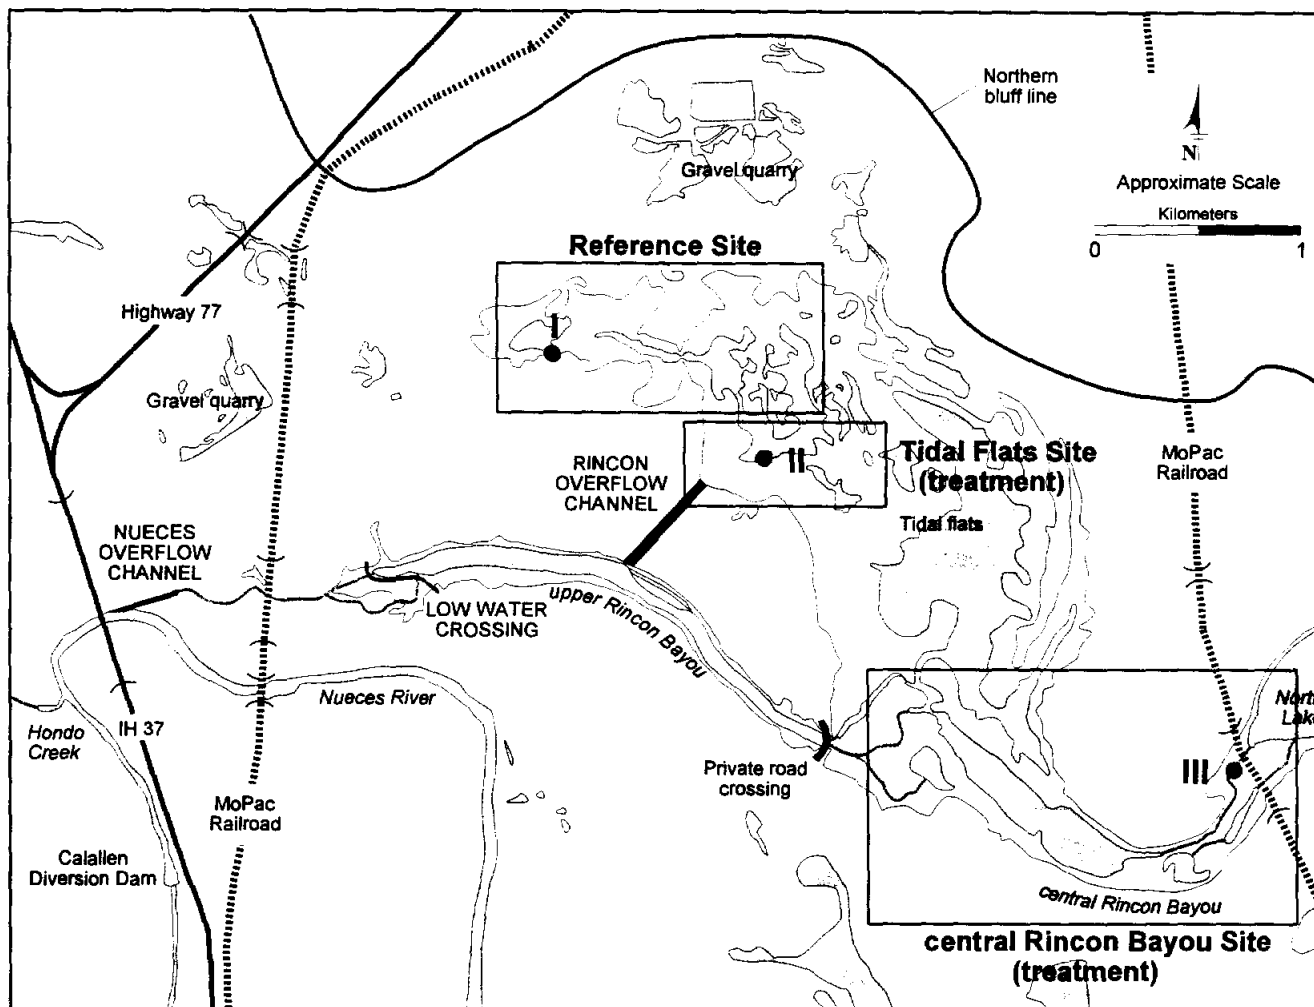 Northern
bluff line
N
Approximate Scale
Kilometers
0 1
Gravel quarry
Reference Site
I
Highway 77
Gravel quarry
II
Tidal Flats Site
(treatment)
MoPac
Railroad
RINCON
OVERFLOW
CHANNEL
Tidal flats
NUECES
OVERFLOW
CHANNEL
LOW WATER
CROSSING
upper Rincon Bayou
Nueces River
Hondo
Creek
IH 37
Private road
crossing
III
MoPac
Railroad
Calallen
Diversion Dam
central Rincon Bayou
central Rincon Bayou Site
(treatment)